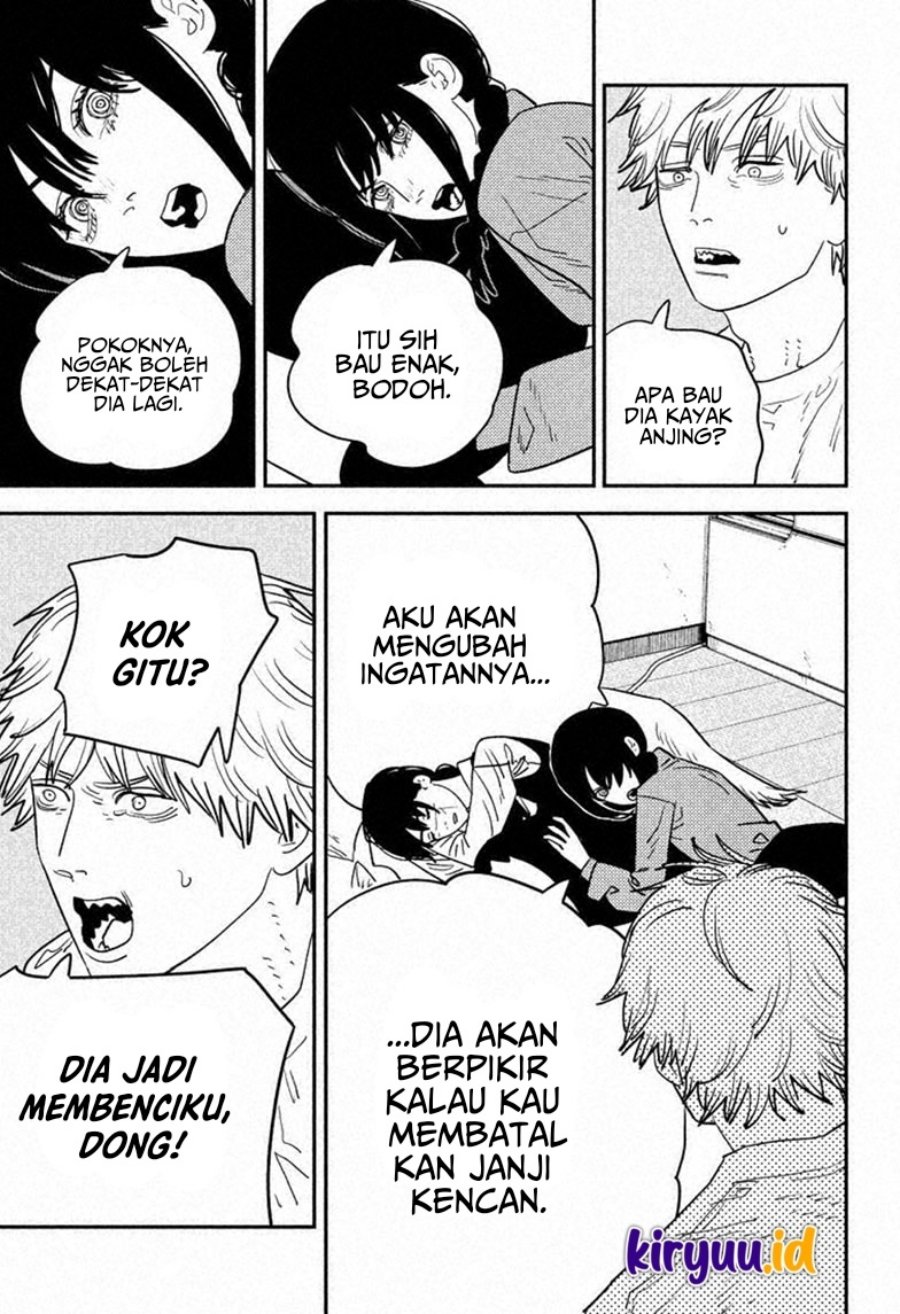 APA BAU
DIA KAYAK
ANJING?
ITU SIH
BAU ENAK,
BODOH.
POKOKNYA,
NGGAK BOLEH
DEKAT-DEKAT
DIA LAGI.
AKU AKAN
MENGUBAH
INGATANNYA...
...DIA AKAN
BERPIKIR
KALAU KAU
MEMBATAL
KAN JANJI
KENCAN.
KOK
GITU?
DIA JADI
MEMBENCIKU,
DONG!
kiryuu.id